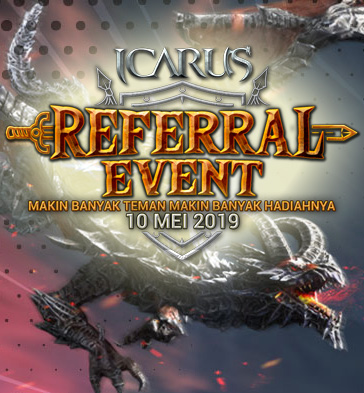 ICARUS
REFERRAL
EVENT
MAKIN BANYAK TEMAN MAKIN BANYAK HADIAHNYA
10 MEI 2019